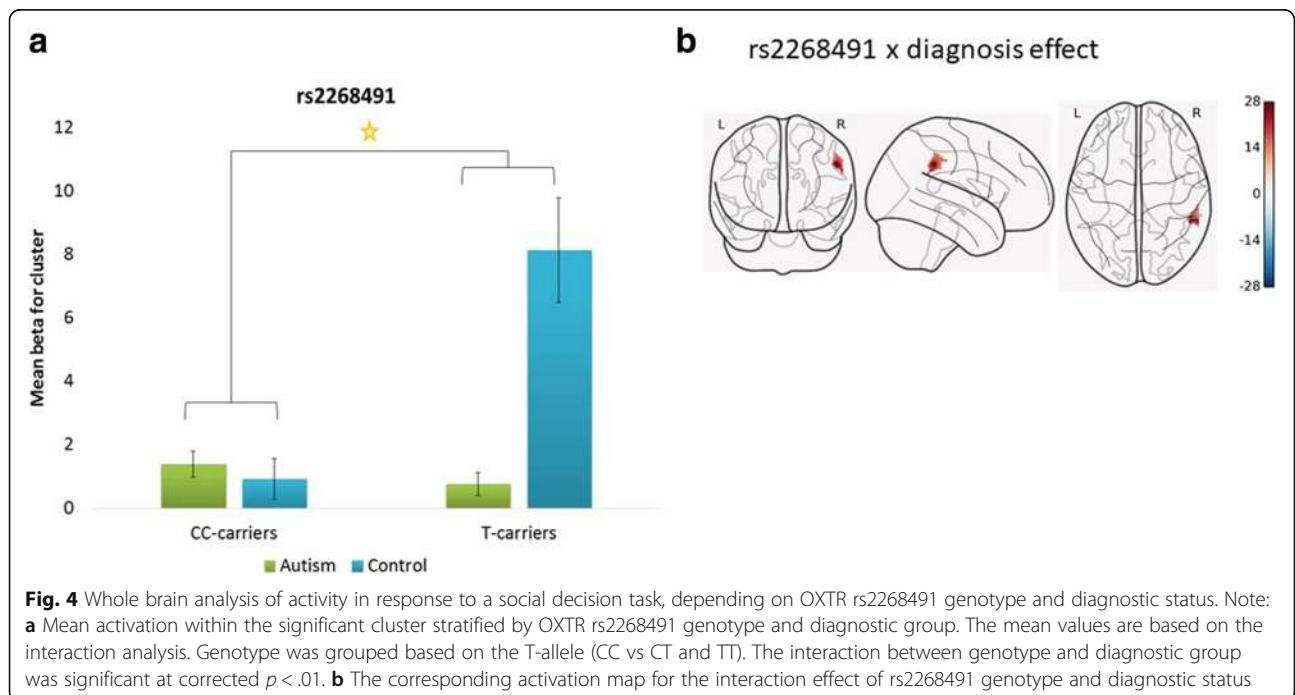 a
rs2268491
12
10
8
6
4
2
0
Mean beta for cluster
CC-carriers
T-carriers
Autism
Control
b
rs2268491 x diagnosis effect
L
R
L
R
28
14
0
-14
-28
Fig. 4 Whole brain analysis of activity in response to a social decision task, depending on OXTR rs2268491 genotype and diagnostic status. Note:
a Mean activation within the significant cluster stratified by OXTR rs2268491 genotype and diagnostic group. The mean values are based on the
interaction analysis. Genotype was grouped based on the T-allele (CC vs CT and TT). The interaction between genotype and diagnostic group
was significant at corrected p < .01. b The corresponding activation map for the interaction effect of rs2268491 genotype and diagnostic status